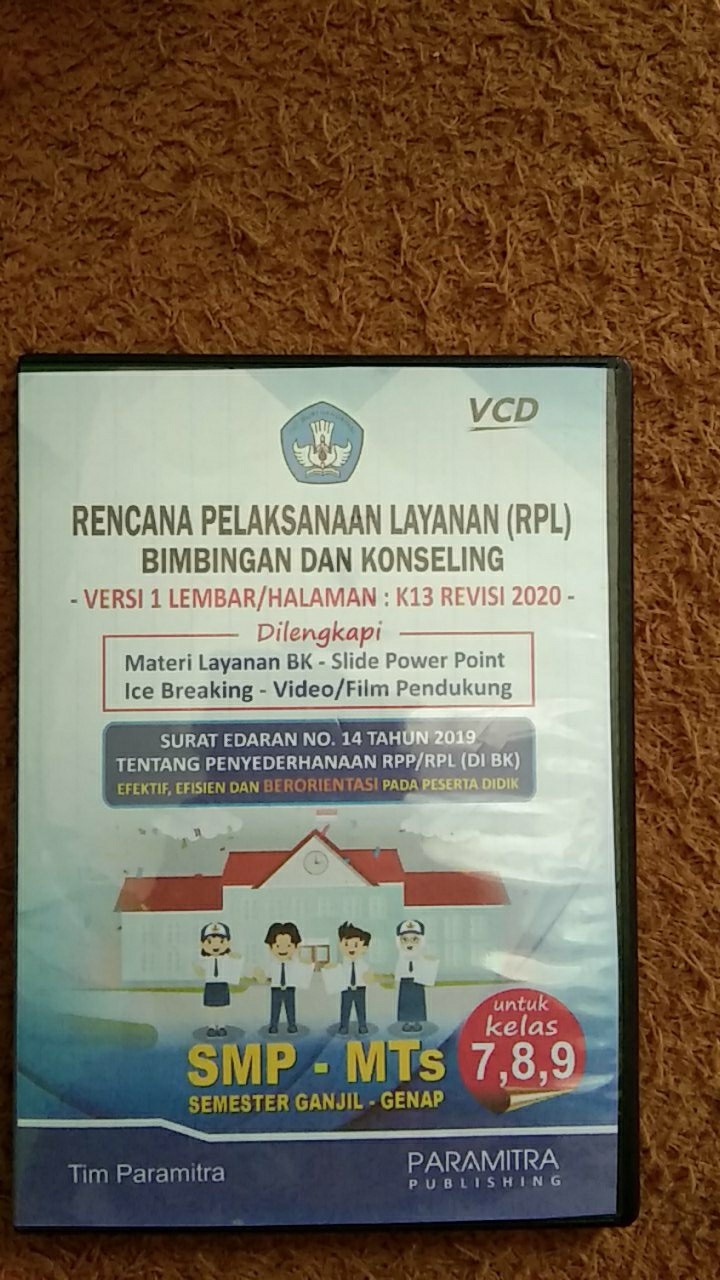 VCD
RENCANA PELAKSANAAN LAYANAN (RPL)
BIMBINGAN DAN KONSELING
- VERSI 1 LEMBAR/HALAMAN : K13 REVISI 2020 -
Dilengkapi
Materi Layanan BK - Slide Power Point
Ice Breaking - Video/Film Pendukung
SURAT EDARAN NO. 14 TAHUN 2019
TENTANG PENYEDERHANAAN RPP/RPL (DI BK)
EFEKTIF, EFISIEN DAN BERORIENTASI PADA PESERTA DIDIK
untuk
kelas
7,8,9
SMP - MTs
SEMESTER GANJIL - GENAP
Tim Paramitra
PARAMITRA
PUBLISHING